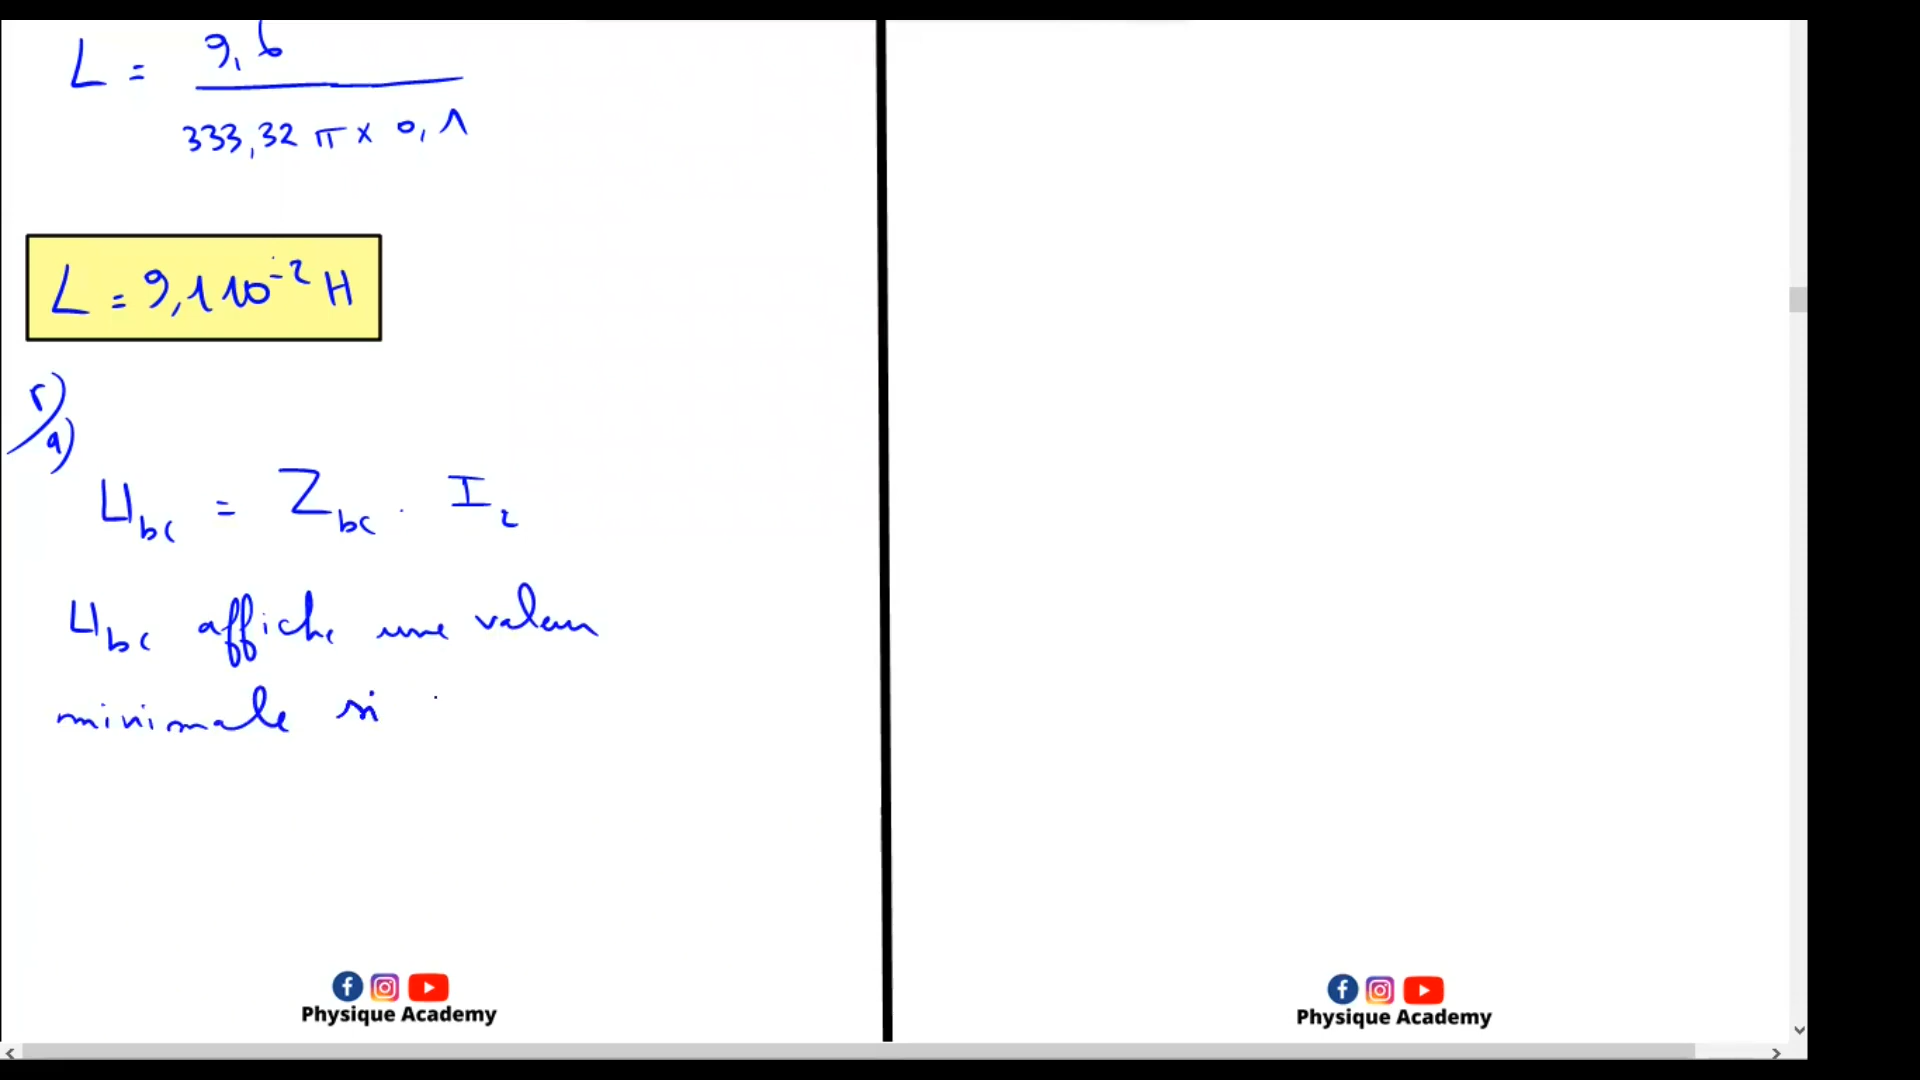 L = 9,6
333,32 π x 0,1
L = 9,1 10⁻² H
a)
U_bc = Z_bc . I_2
U_bc affiche une valeur
minimale si
Physique Academy
Physique Academy